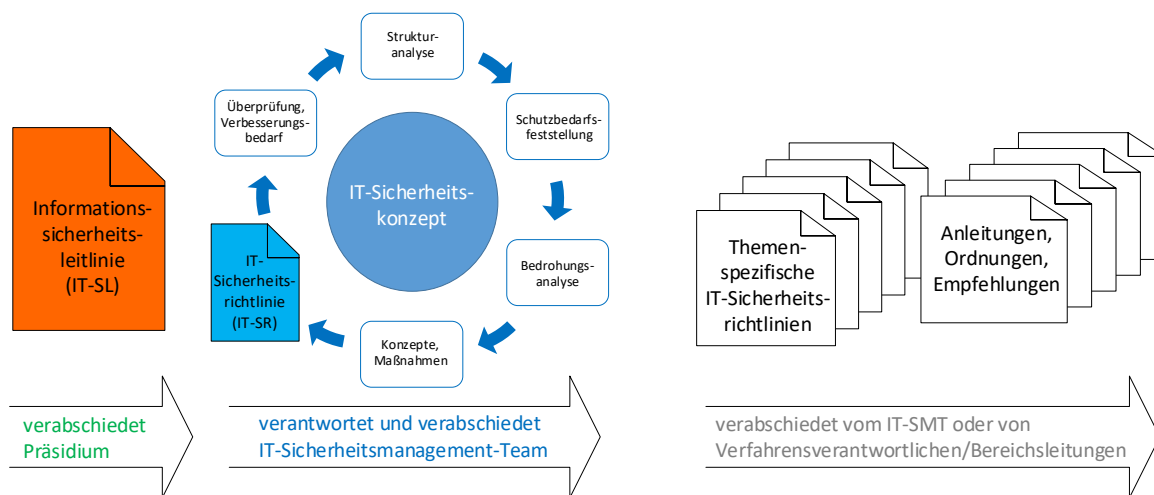 Informations-
sicherheits-
leitlinie
(IT-SL)
Struktur-
analyse
Schutzbedarfs-
feststellung
Bedrohungs-
analyse
Konzepte,
Maßnahmen
IT-
Sicherheits-
richtlinie
(IT-SR)
Überprüfung,
Verbesserungs-
bedarf
IT-Sicherheits-
konzept
Themen-
spezifische
IT-Sicherheits-
richtlinien
Anleitungen,
Ordnungen,
Empfehlungen
verabschiedet
Präsidium
verantwortet und verabschiedet
IT-Sicherheitsmanagement-Team
verabschiedet vom IT-SMT oder von
Verfahrensverantwortlichen/Bereichsleitungen